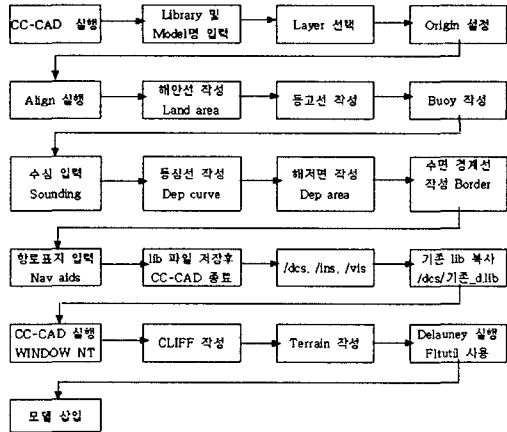 CC-CAD 실행
Library 및
Model명 입력
Layer 선택
Origin 설정
Align 실행
해안선 작성
Land area
등고선 작성
Buoy 작성
수심 입력
Sounding
등심선 작성
Dep curve
해저면 작성
Dep area
수면 경계선
작성 Border
항로표지 입력
Nav aids
lib 파일 저장후
CC-CAD 종료
/dcs, /ins, /vis
기존 lib 복사
/dcs/기존_d.lib
CC-CAD 실행
WINDOW NT
CLIFF 작성
Terrain 작성
Delauney 실행
Fltutil 사용
모델 삽입